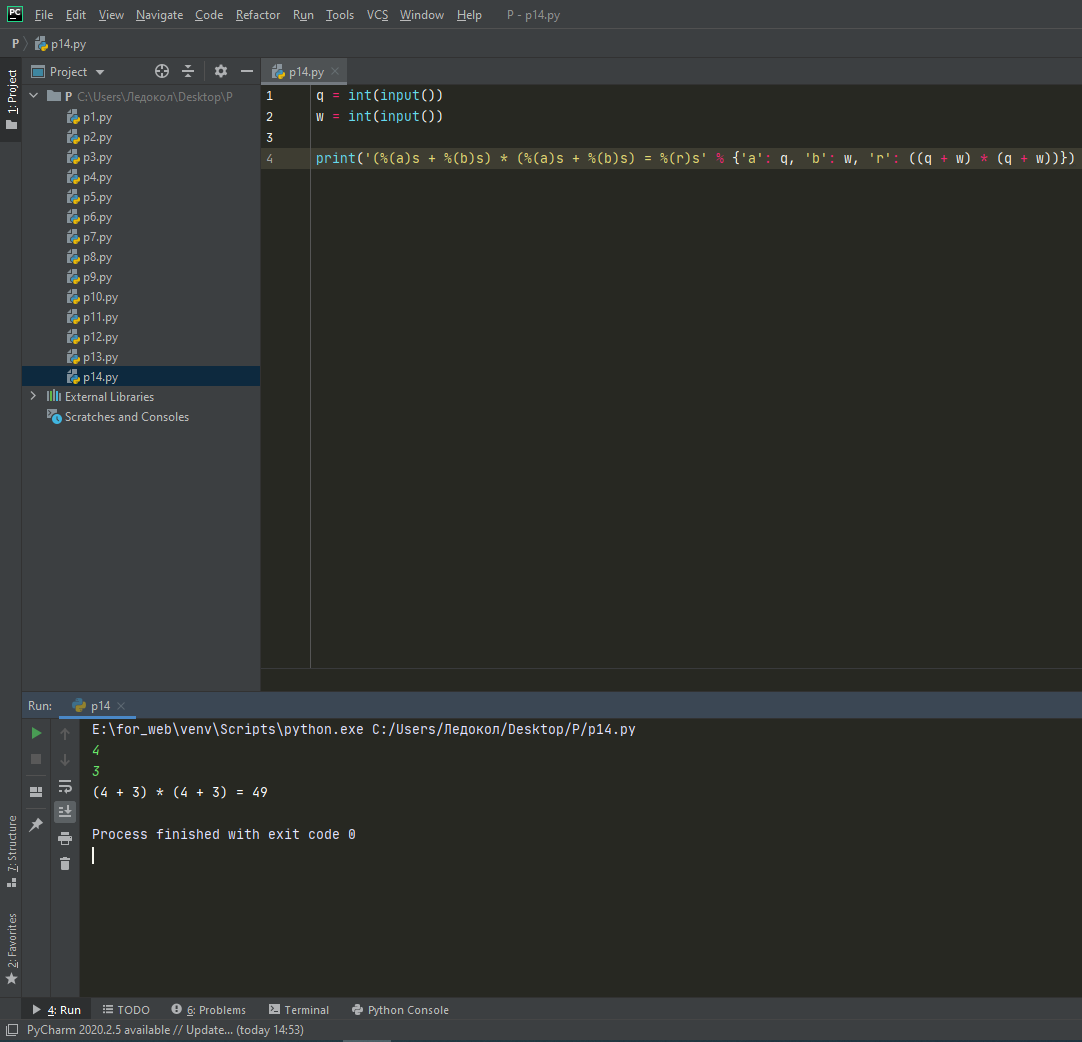 PC File Edit View Navigate Code Refactor Run Tools VCS Window Help P - p14.py
P p14.py
1: Project
Project
P C:\Users\Ледокол\Desktop\P
p1.py
p2.py
p3.py
p4.py
p5.py
p6.py
p7.py
p8.py
p9.py
p10.py
p11.py
p12.py
p13.py
p14.py
External Libraries
Scratches and Consoles
p14.py
1 q = int(input())
2 w = int(input())
3
4 print('(%(a)s + %(b)s) * (%(a)s + %(b)s) = %(r)s' % {'a': q, 'b': w, 'r': ((q + w) * (q + w))})
Run: p14
E:\for_web\venv\Scripts\python.exe C:/Users/Ледокол/Desktop/P/p14.py
4
3
(4 + 3) * (4 + 3) = 49
Process finished with exit code 0
7: Structure
2: Favorites
4: Run TODO 6: Problems Terminal Python Console
PyCharm 2020.2.5 available // Update... (today 14:53)